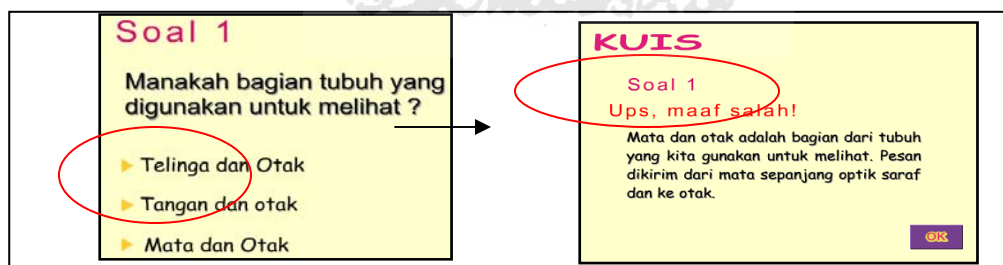 Soal 1
Manakah bagian tubuh yang
digunakan untuk melihat ?
Telinga dan Otak
Tangan dan otak
Mata dan Otak
KUIS
Soal 1
Ups, maaf salah!
Mata dan otak adalah bagian dari tubuh
yang kita gunakan untuk melihat. Pesan
dikirim dari mata sepanjang optik saraf
dan ke otak.
OK